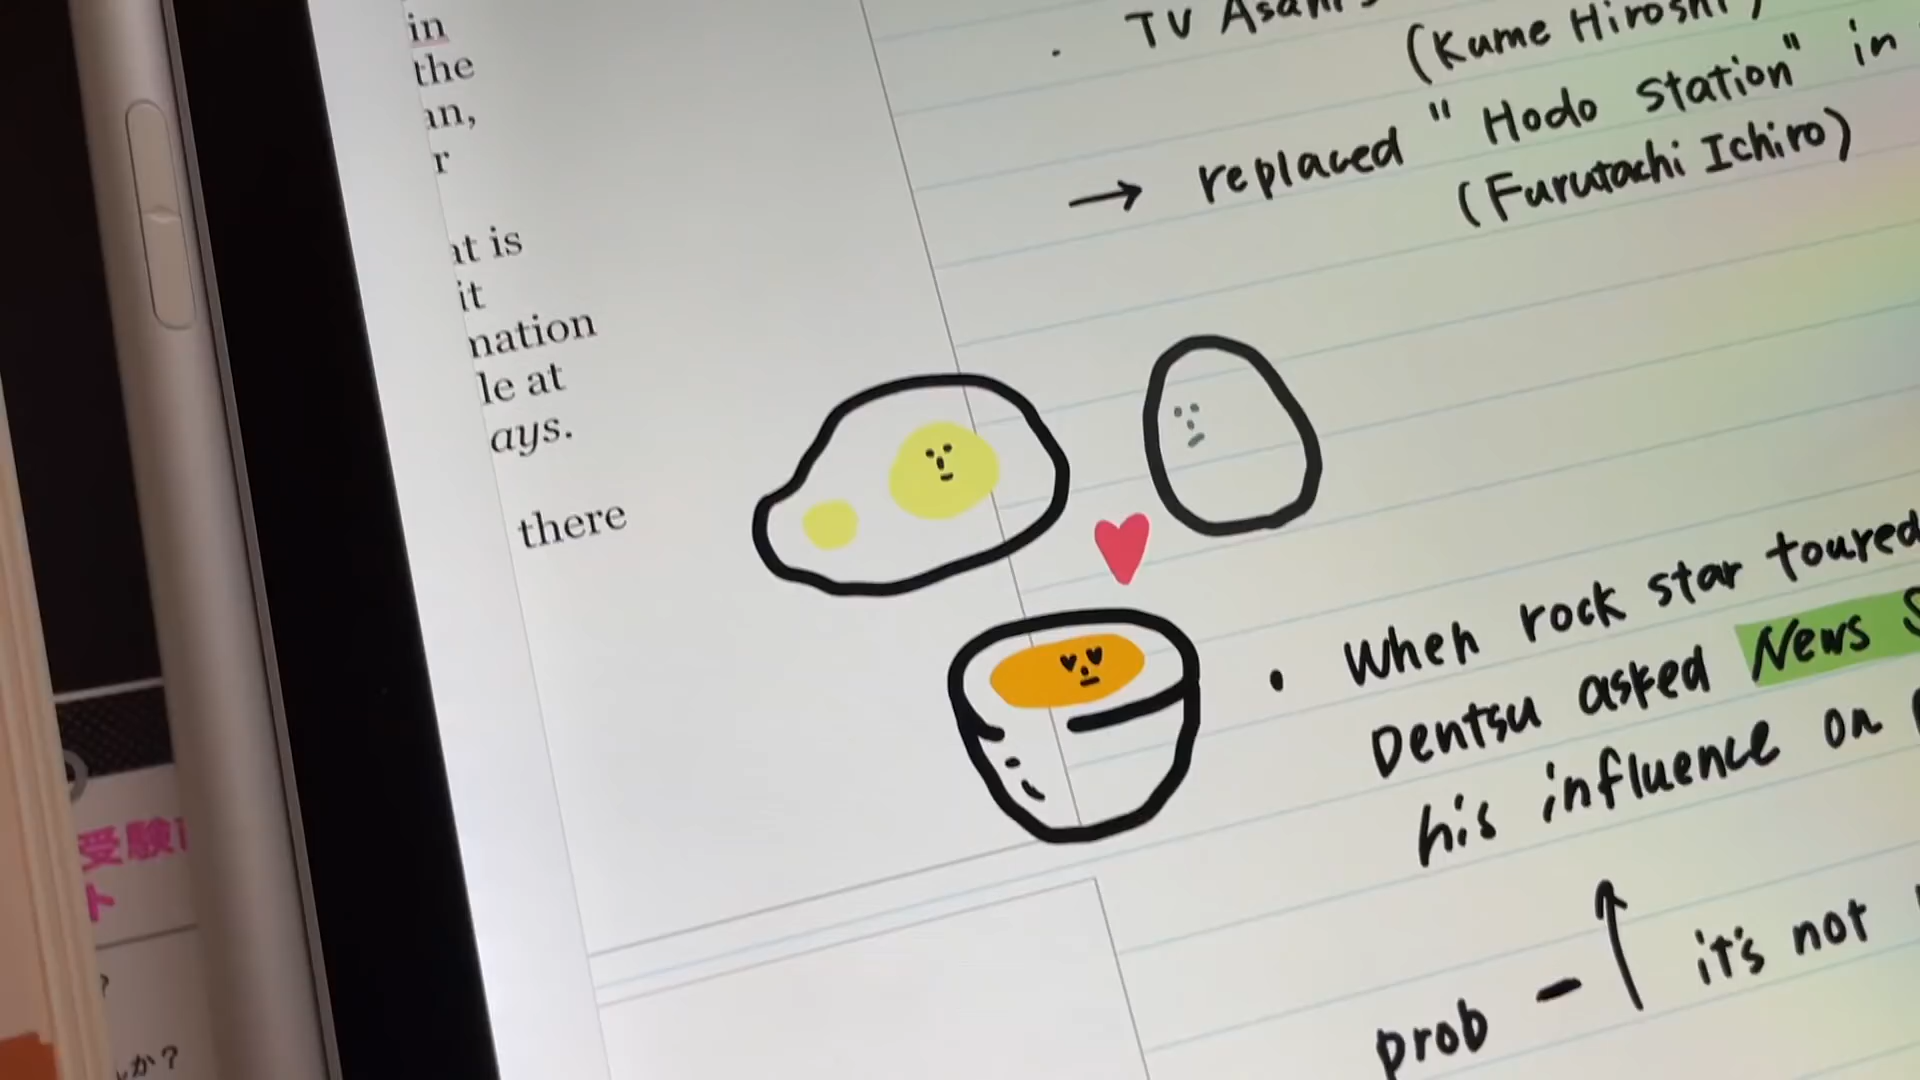 in
the
an,
r
at is
it
nation
le at
ays.
there
. TV Asahi
(Kume Hiroshi)
→ replaced "Hodo Station" in
(Furutachi Ichiro)
• When rock star toured
Dentsu asked News S
his influence on
prob - ↑ it's not
受験
ト
?
か?